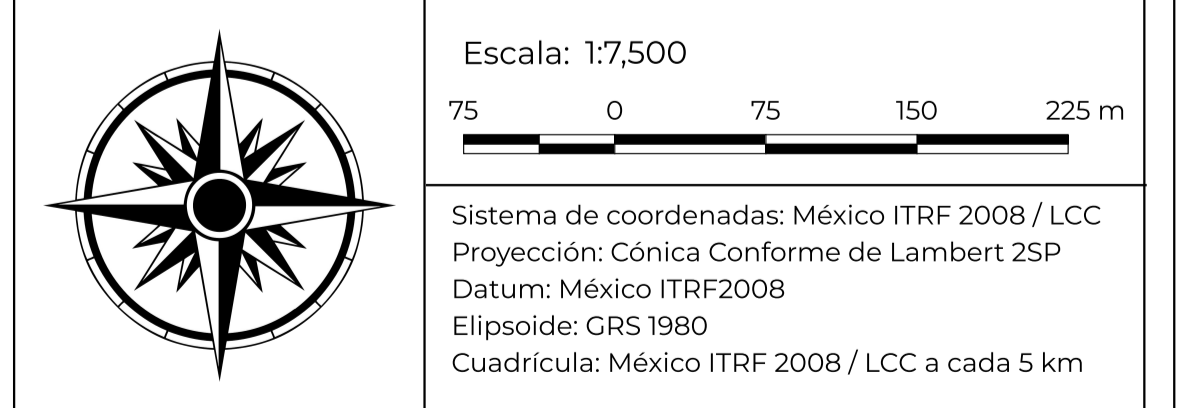 Escala: 1:7,500
75 0 75 150 225 m
Sistema de coordenadas: México ITRF 2008 / LCC
Proyección: Cónica Conforme de Lambert 2SP
Datum: México ITRF2008
Elipsoide: GRS 1980
Cuadrícula: México ITRF 2008 / LCC a cada 5 km